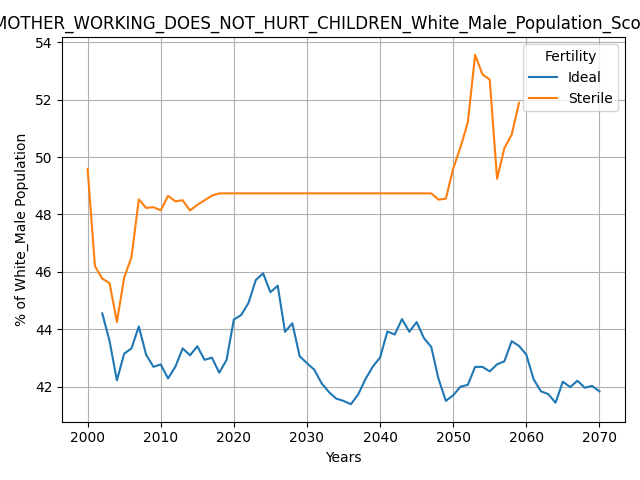 MOTHER_WORKING_DOES_NOT_HURT_CHILDREN_White_Male_Population_Sco
54
52
50
48
46
44
42
% of White_Male Population
Fertility
Ideal
Sterile
2000 2010 2020 2030 2040 2050 2060 2070
Years